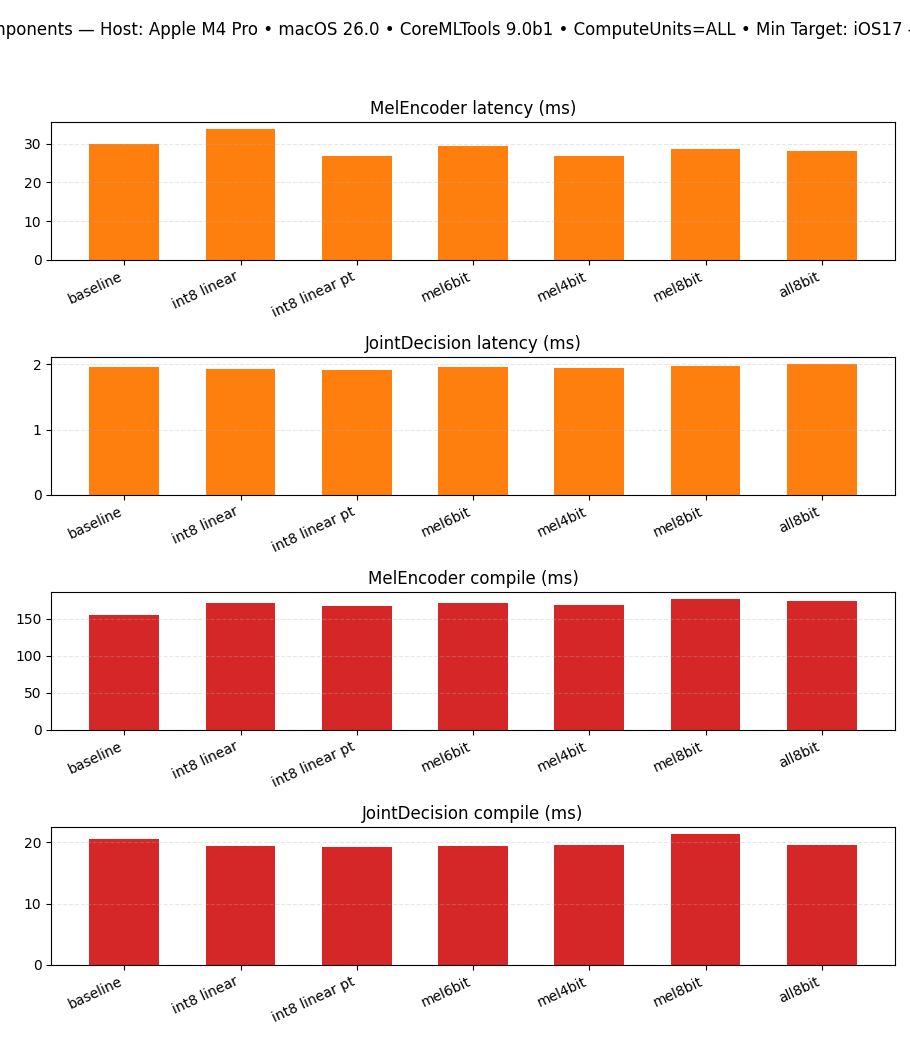 mponents — Host: Apple M4 Pro • macOS 26.0 • CoreMLTools 9.0b1 • ComputeUnits=ALL • Min Target: iOS17
MelEncoder latency (ms)
30
20
10
0
baseline int8 linear int8 linear pt mel6bit mel4bit mel8bit all8bit
JointDecision latency (ms)
2
1
0
baseline int8 linear int8 linear pt mel6bit mel4bit mel8bit all8bit
MelEncoder compile (ms)
150
100
50
0
baseline int8 linear int8 linear pt mel6bit mel4bit mel8bit all8bit
JointDecision compile (ms)
20
10
0
baseline int8 linear int8 linear pt mel6bit mel4bit mel8bit all8bit